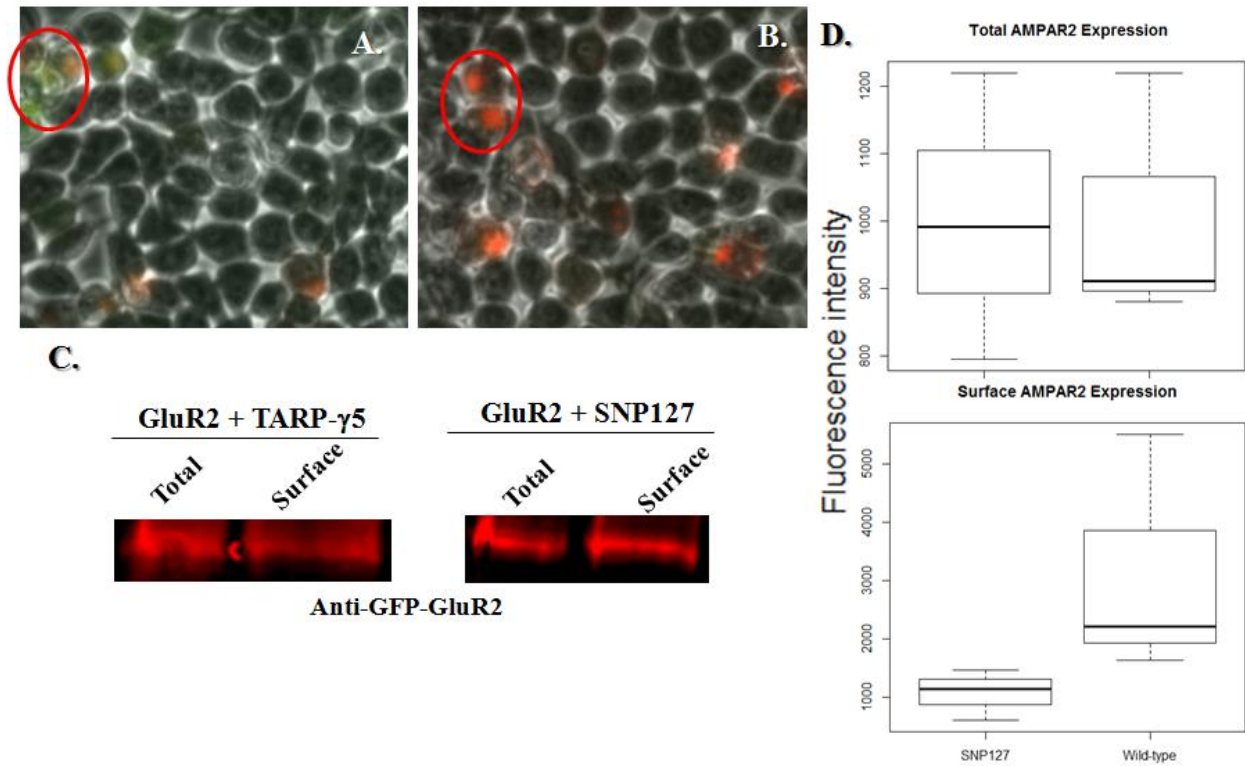 A.
B.
C.
GluR2 + TARP-γ5
Total
Surface
GluR2 + SNP127
Total
Surface
Anti-GFP-GluR2
D.
Total AMPAR2 Expression
1200
1100
1000
900
800
Fluorescence intensity
Surface AMPAR2 Expression
5000
4000
3000
2000
1000
SNP127
Wild-type